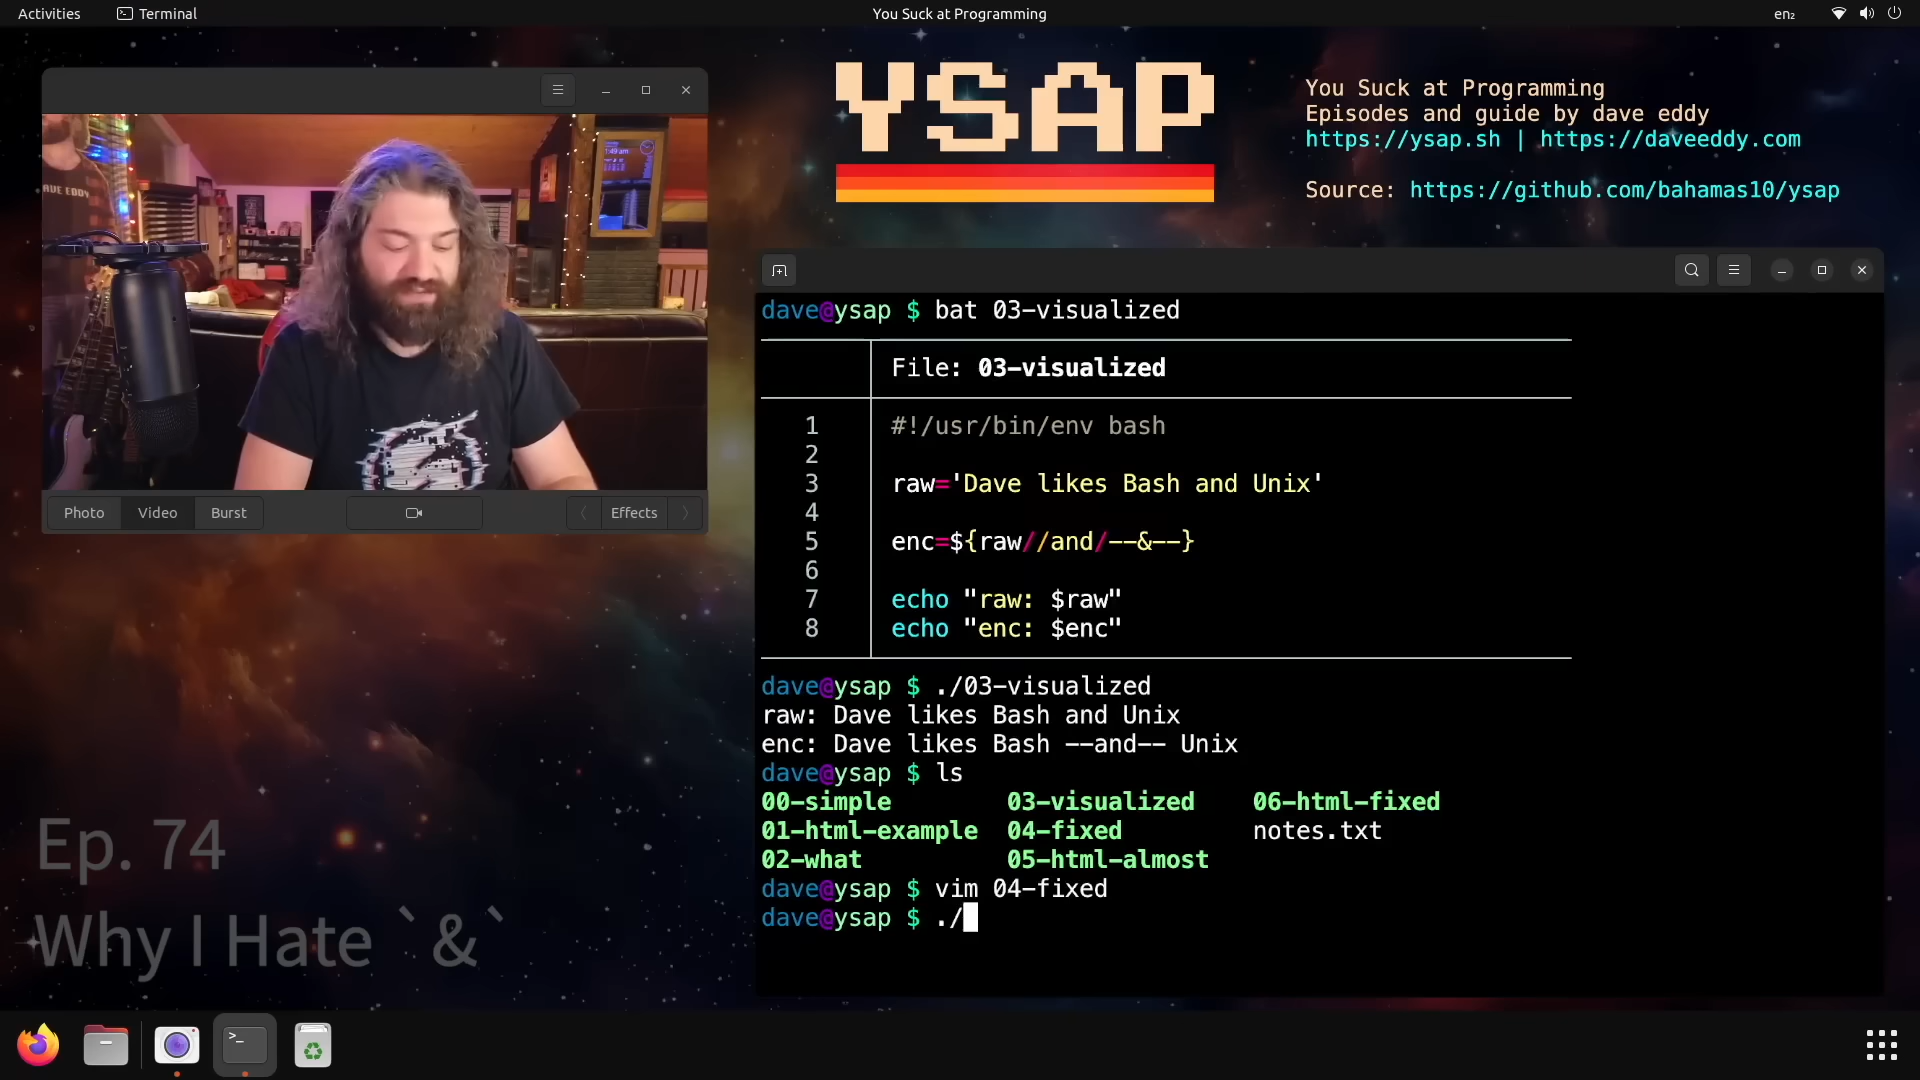 Activities
Terminal
You Suck at Programming
en₂
YSAP
You Suck at Programming
Episodes and guide by dave eddy
https://ysap.sh | https://daveeddy.com
Source: https://github.com/bahamas10/ysap
AVE EDDY
1:49 am
Photo
Video
Burst
Effects
dave@ysap $ bat 03-visualized
File: 03-visualized
1 #!/usr/bin/env bash
2
3 raw='Dave likes Bash and Unix'
4
5 enc=${raw//and/--&--}
6
7 echo "raw: $raw"
8 echo "enc: $enc"
dave@ysap $ ./03-visualized
raw: Dave likes Bash and Unix
enc: Dave likes Bash --and-- Unix
dave@ysap $ ls
00-simple 03-visualized 06-html-fixed
01-html-example 04-fixed notes.txt
02-what 05-html-almost
dave@ysap $ vim 04-fixed
dave@ysap $ ./
Ep. 74
Why I Hate `&`